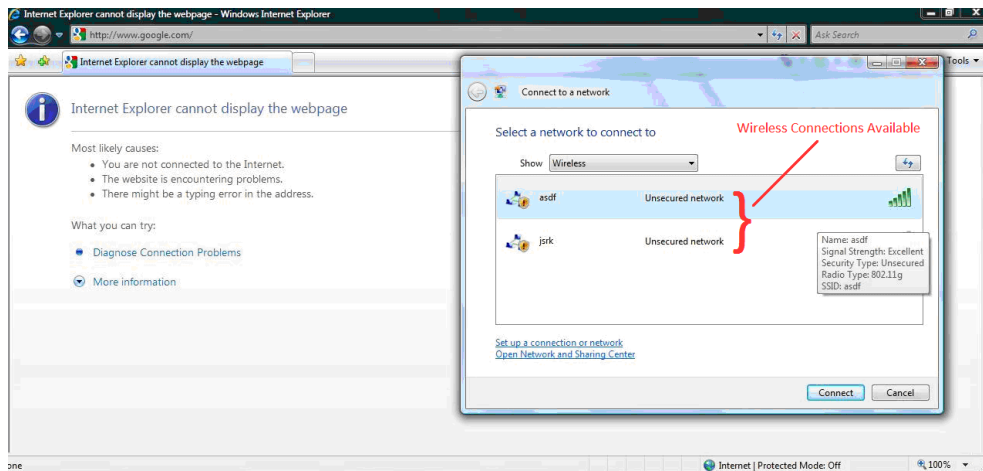 Internet Explorer cannot display the webpage - Windows Internet Explorer
http://www.google.com/
Ask Search
Internet Explorer cannot display the webpage
Tools
Internet Explorer cannot display the webpage
Most likely causes:
You are not connected to the Internet.
The website is encountering problems.
There might be a typing error in the address.
What you can try:
Diagnose Connection Problems
More information
Connect to a network
Select a network to connect to
Wireless Connections Available
Show Wireless
asdf Unsecured network
jsrk Unsecured network
Name: asdf
Signal Strength: Excellent
Security Type: Unsecured
Radio Type: 802.11g
SSID: asdf
Set up a connection or network
Open Network and Sharing Center
Connect Cancel
one
Internet | Protected Mode: Off
100%